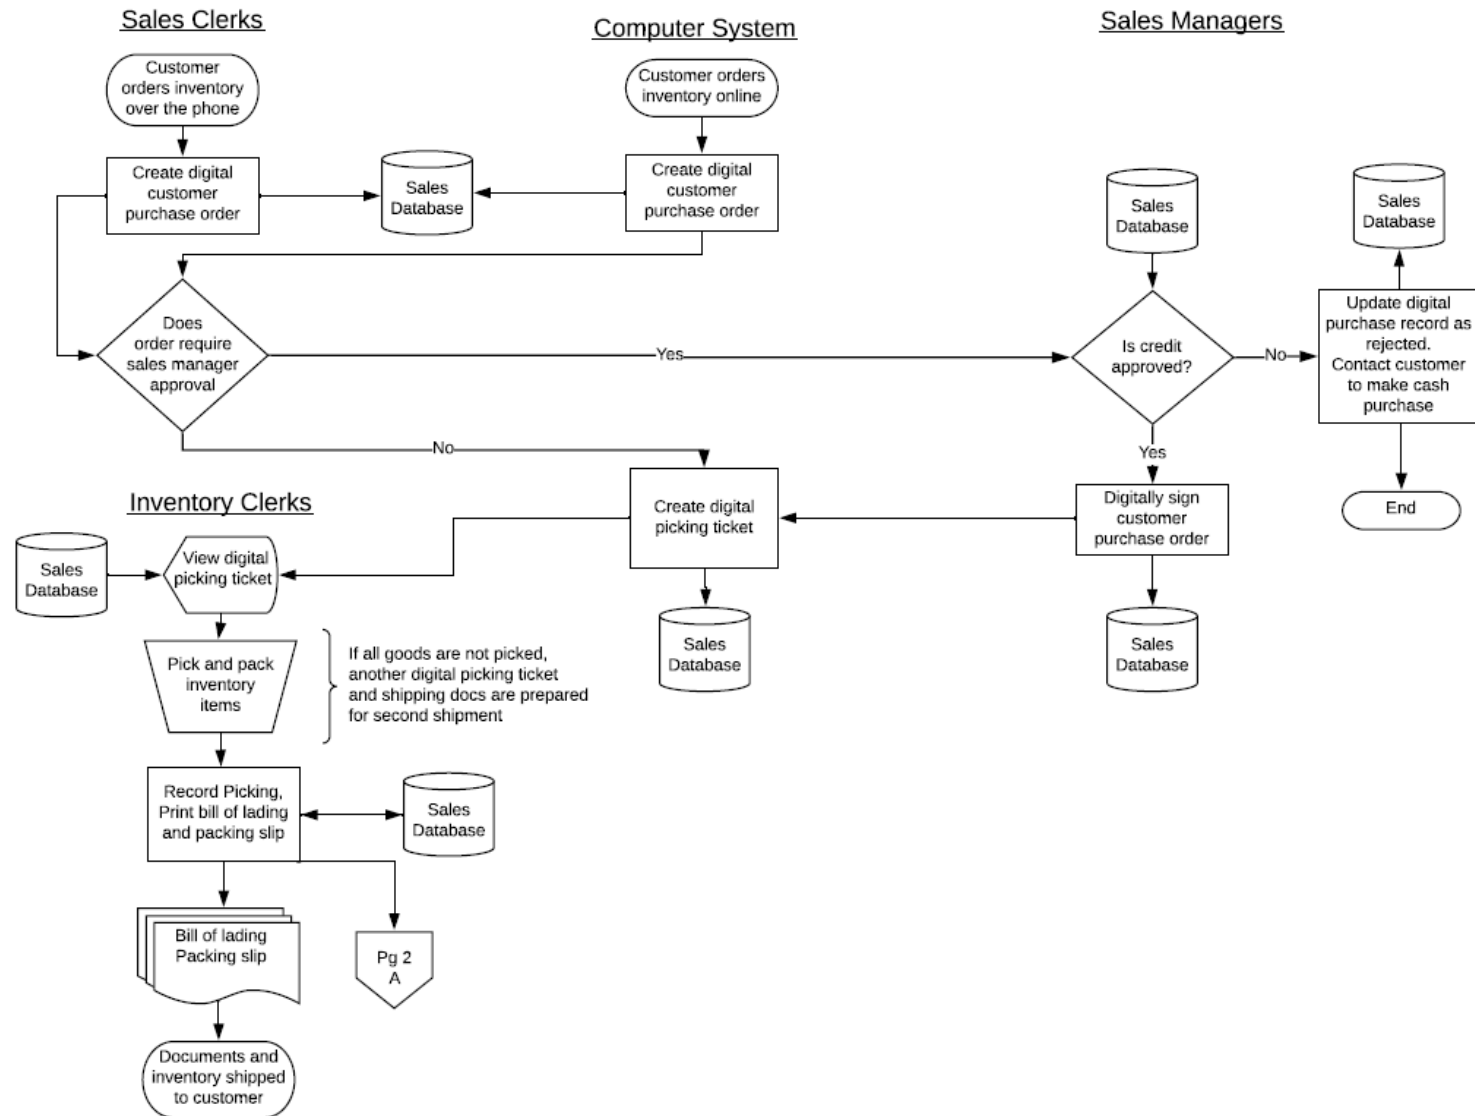 Sales Clerks
Computer System
Sales Managers
Customer
orders inventory
over the phone
Customer orders
inventory online
Create digital
customer
purchase order
Sales
Database
Create digital
customer
purchase order
Sales
Database
Sales
Database
Does
order require
sales manager
approval
Yes
Is credit
approved?
No
Update digital
purchase record as
rejected.
Contact customer
to make cash
purchase
No
Yes
Inventory Clerks
Create digital
picking ticket
Digitally sign
customer
purchase order
End
Sales
Database
View digital
picking ticket
Sales
Database
Sales
Database
Pick and pack
inventory
items
If all goods are not picked,
another digital picking ticket
and shipping docs are prepared
for second shipment
Record Picking,
Print bill of lading
and packing slip
Sales
Database
Bill of lading
Packing slip
Pg 2
A
Documents and
inventory shipped
to customer